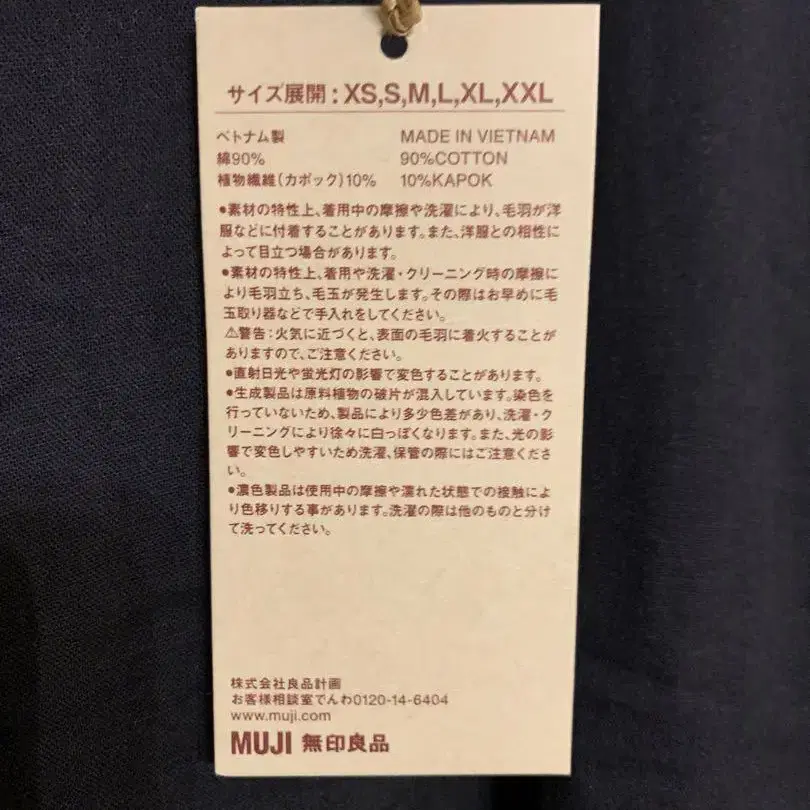 サイズ展開：XS,S,M,L,XL,XXL
ベトナム製 MADE IN VIETNAM
綿90% 90%COTTON
植物繊維(カポック)10% 10%KAPOK
●素材の特性上、着用中の摩擦や洗濯により、毛羽が洋
服などに付着することがあります。また、洋服との相性に
よって目立つ場合があります。
●素材の特性上、着用や洗濯・クリーニング時の摩擦に
より毛羽立ち、毛玉が発生します。その際はお早めに毛
玉取り器などで手入れをしてください。
⚠警告：火気に近づくと、表面の毛羽に着火することが
ありますので、ご注意ください。
●直射日光や蛍光灯の影響で変色することがあります。
●生成製品は原料植物の破片が混入しています。染色を
行っていないため、製品により多少色差があり、洗濯・ク
リーニングにより徐々に白っぽくなります。また、光の影
響で変色しやすいため洗濯、保管の際にはご注意くださ
い。
●濃色製品は使用中の摩擦や濡れた状態での接触によ
り色移りする事があります。洗濯の際は他のものと分け
て洗ってください。
株式会社良品計画
お客様相談室でんわ0120-14-6404
www.muji.com
MUJI 無印良品